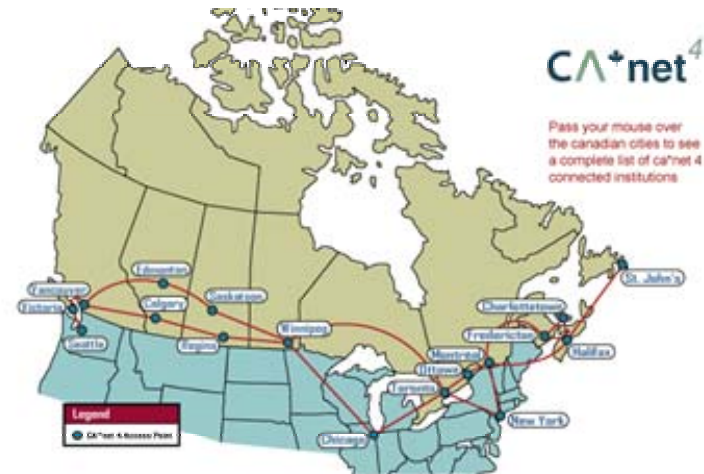 CA*net 4
Pass your mouse over
the canadian cities to see
a complete list of ca*net 4
connected institutions
Edmonton
Saskatoon
Vancouver
Victoria
Calgary
Seattle
Regina
Winnipeg
St. John's
Charlottetown
Fredericton
Halifax
Montréal
Ottawa
Toronto
New York
Chicago
Legend
CA*net 4 Access Point